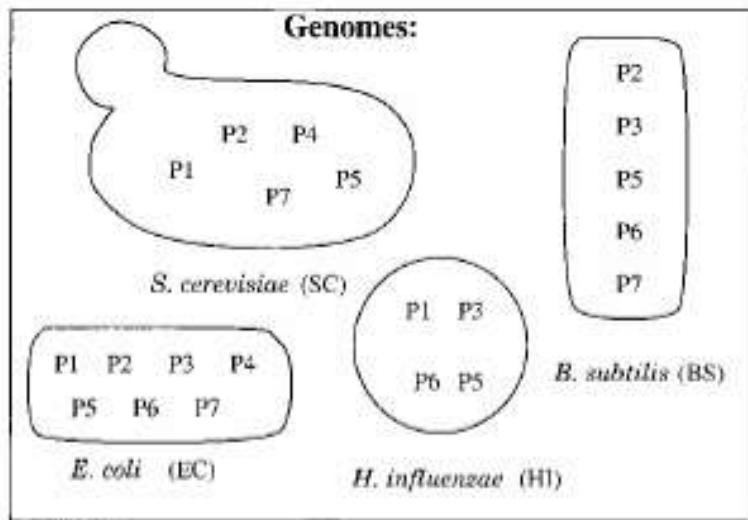 Genomes:
P2 P4
P1 P5
P7
S. cerevisiae (SC)
P2
P3
P5
P6
P7
B. subtilis (BS)
P1 P2 P3 P4
P5 P6 P7
E. coli (EC)
P1 P3
P6 P5
H. influenzae (HI)